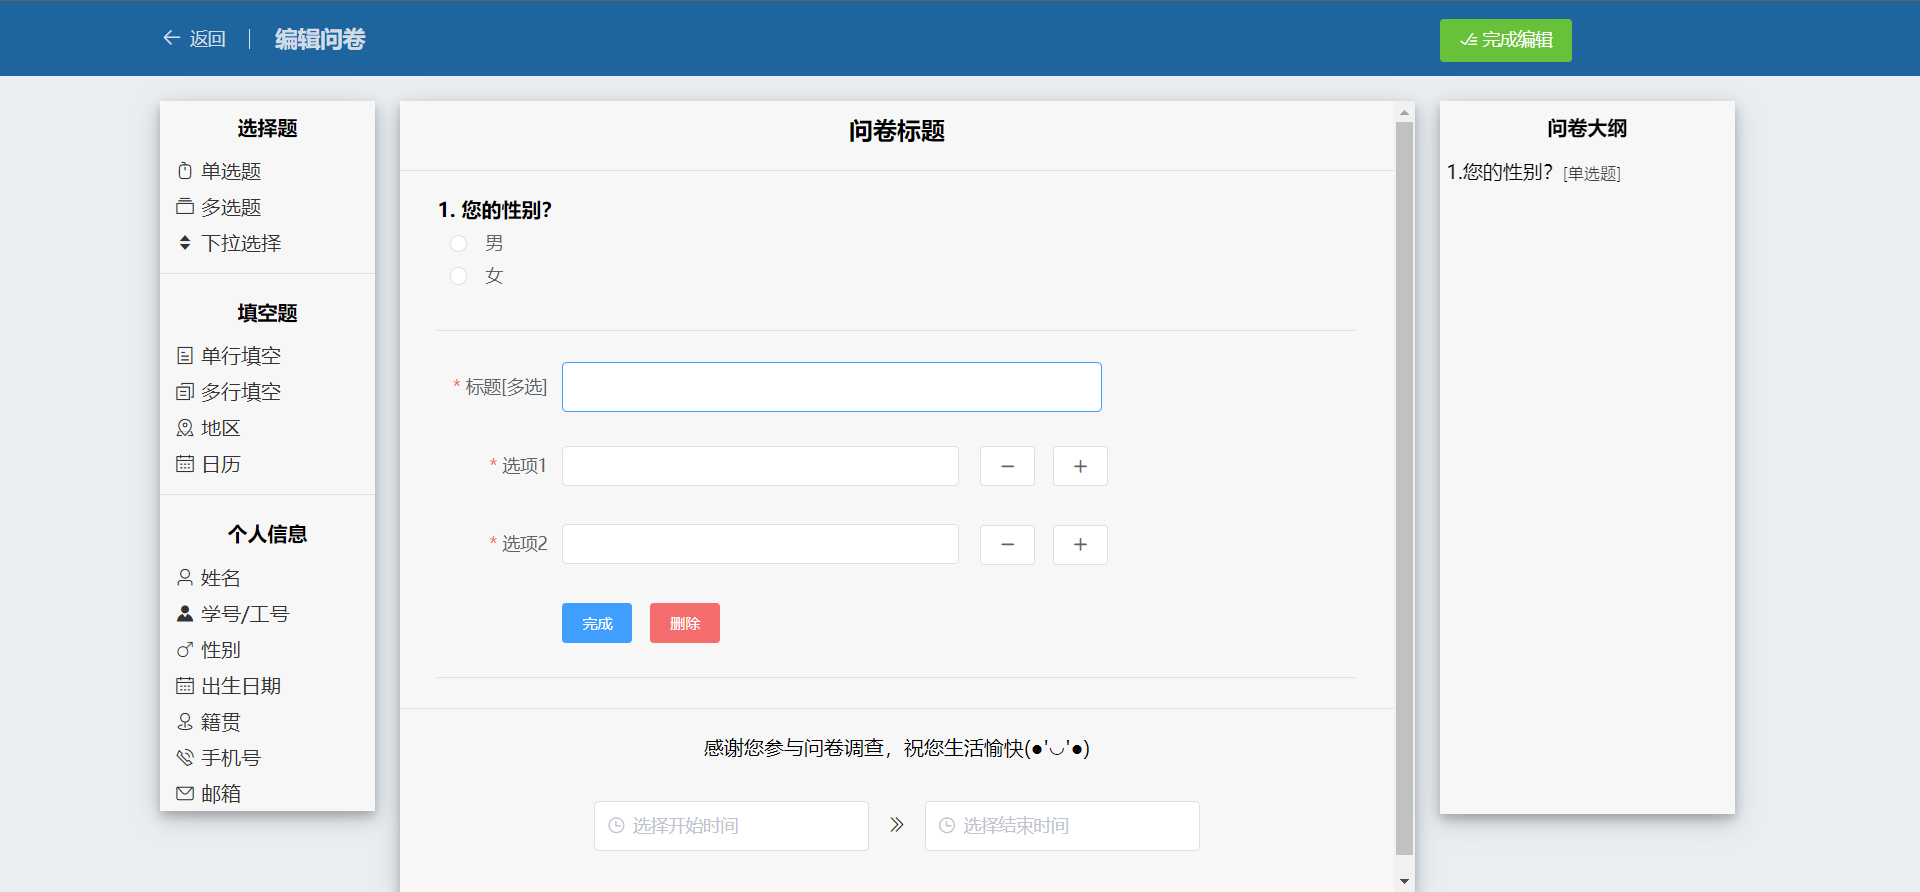 返回
编辑问卷
完成编辑
选择题
单选题
多选题
下拉选择
填空题
单行填空
多行填空
地区
日历
个人信息
姓名
学号/工号
性别
出生日期
籍贯
手机号
邮箱
问卷标题
1. 您的性别?
男
女
* 标题[多选]
* 选项1
* 选项2
完成 删除
感谢您参与问卷调查，祝您生活愉快(●'◡'●)
选择开始时间
选择结束时间
问卷大纲
1.您的性别? [单选题]